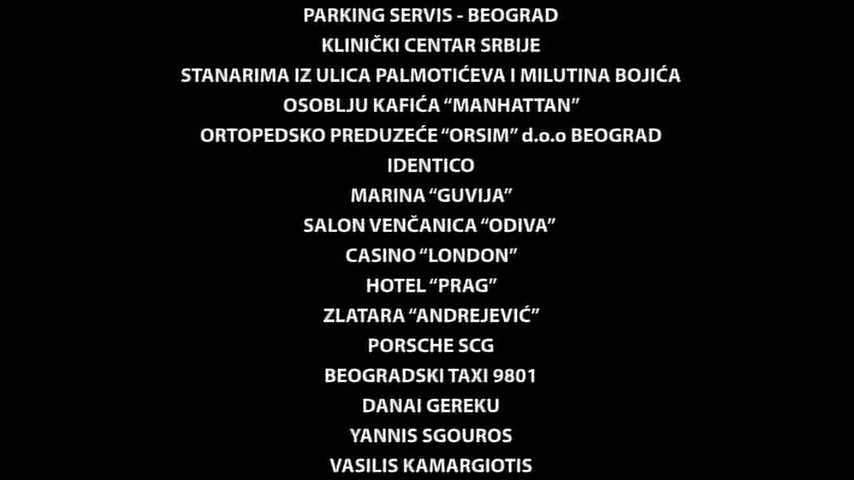 PARKING SERVIS - BEOGRAD
KLINIČKI CENTAR SRBIJE
STANARIMA IZ ULICA PALMOTIĆEVA I MILUTINA BOJIĆA
OSOBLJU KAFIĆA “MANHATTAN”
ORTOPEDSKO PREDUZEĆE “ORSIM” d.o.o BEOGRAD
IDENTICO
MARINA “GUVIJA”
SALON VENČANICA “ODIVA”
CASINO “LONDON”
HOTEL “PRAG”
ZLATARA “ANDREJEVIĆ”
PORSCHE SCG
BEOGRADSKI TAXI 9801
DANAI GEREKU
YANNIS SGOUROS
VASILIS KAMARGIOTIS